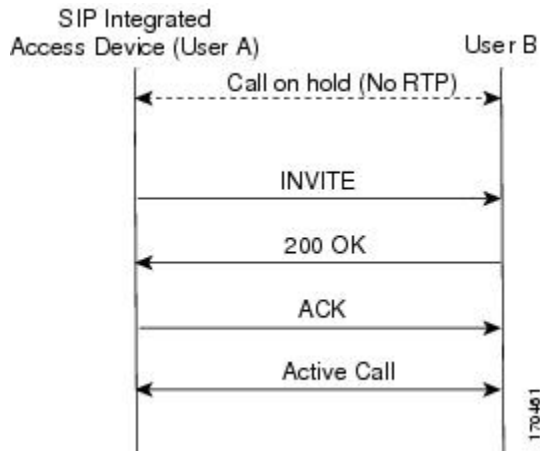 SIP Integrated
Access Device (User A)
User B
Call on hold (No RTP)
INVITE
200 OK
ACK
Active Call
170461